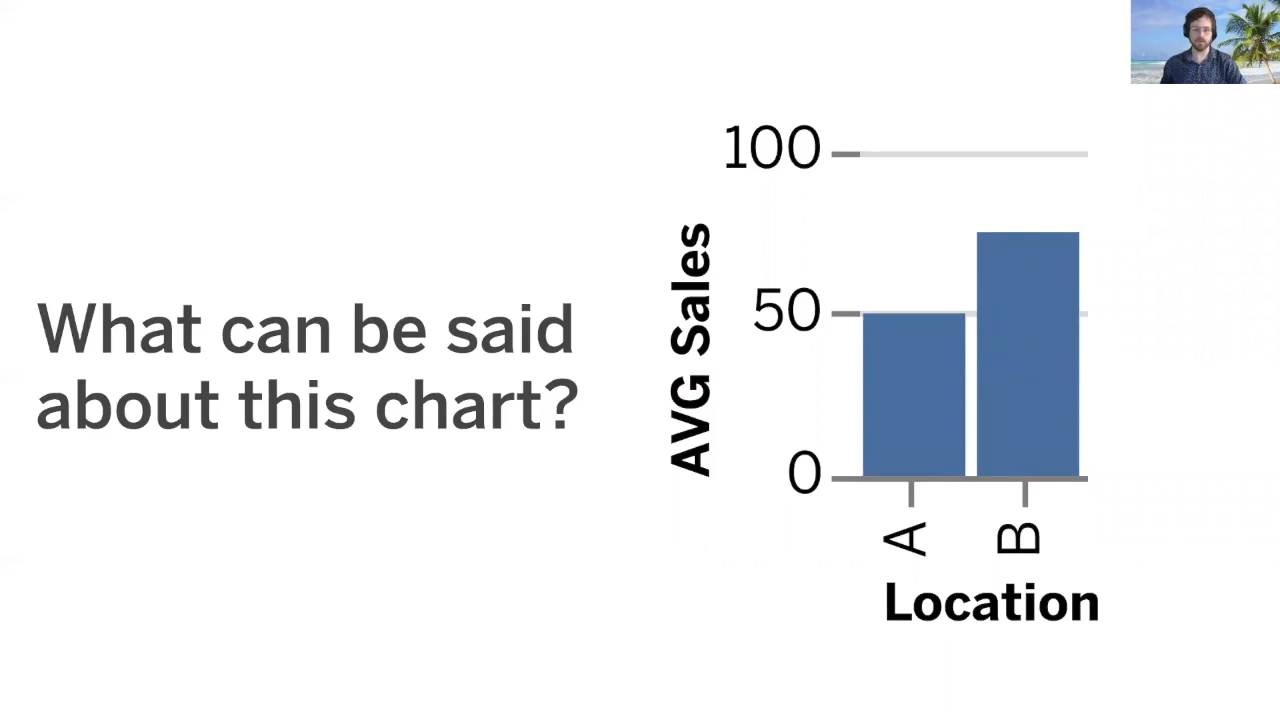 What can be said
about this chart?
100
50
0
AVG Sales
A
B
Location